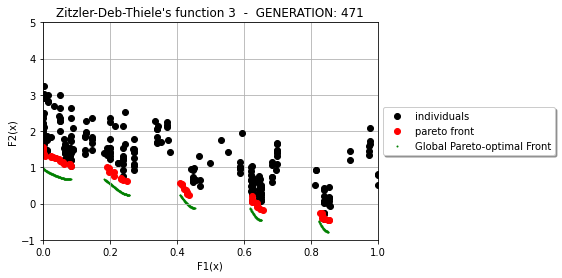 Zitzler-Deb-Thiele's function 3 - GENERATION: 471
5
4
3
2
1
0
−1
F2(x)
0.0 0.2 0.4 0.6 0.8 1.0
F1(x)
individuals
pareto front
Global Pareto-optimal Front